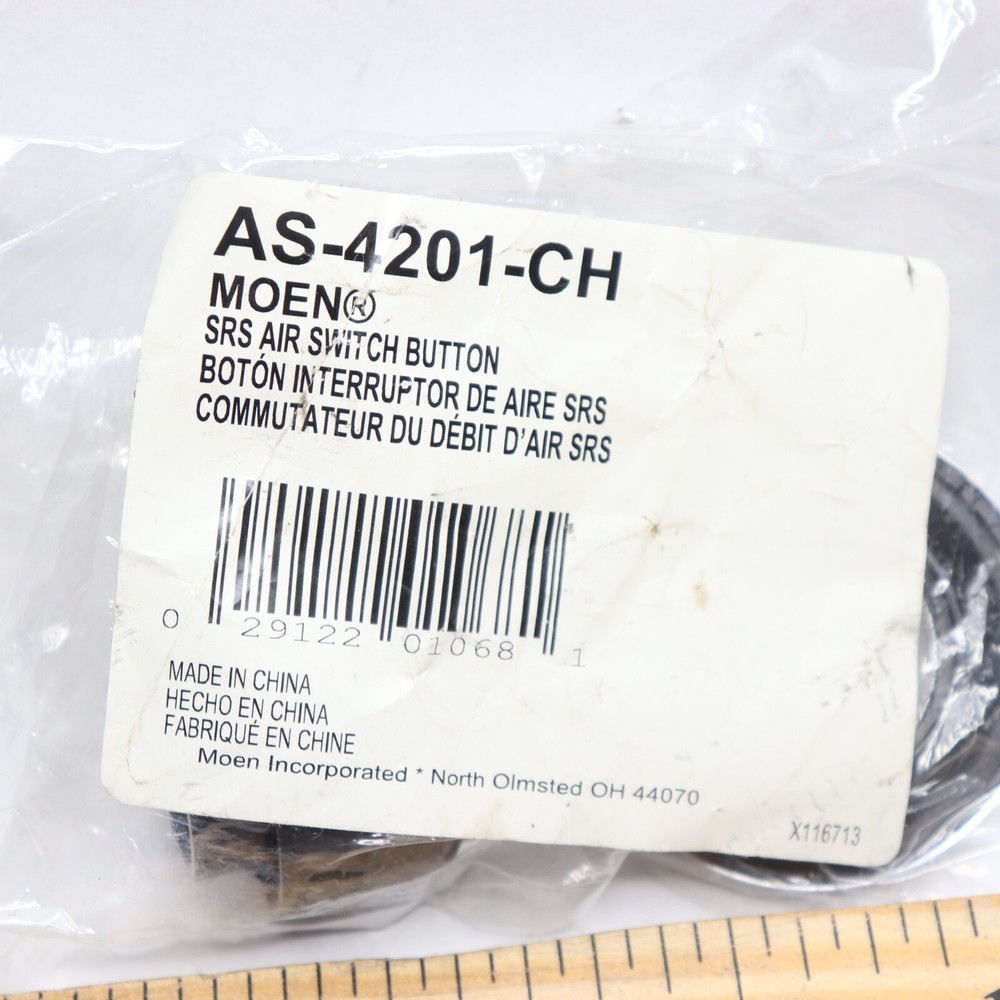 AS-4201-CH
MOEN®
SRS AIR SWITCH BUTTON
BOTÓN INTERRUPTOR DE AIRE SRS
COMMUTATEUR DU DÉBIT D'AIR SRS
0 29122 01068 1
MADE IN CHINA
HECHO EN CHINA
FABRIQUÉ EN CHINE
Moen Incorporated * North Olmsted OH 44070
X116713